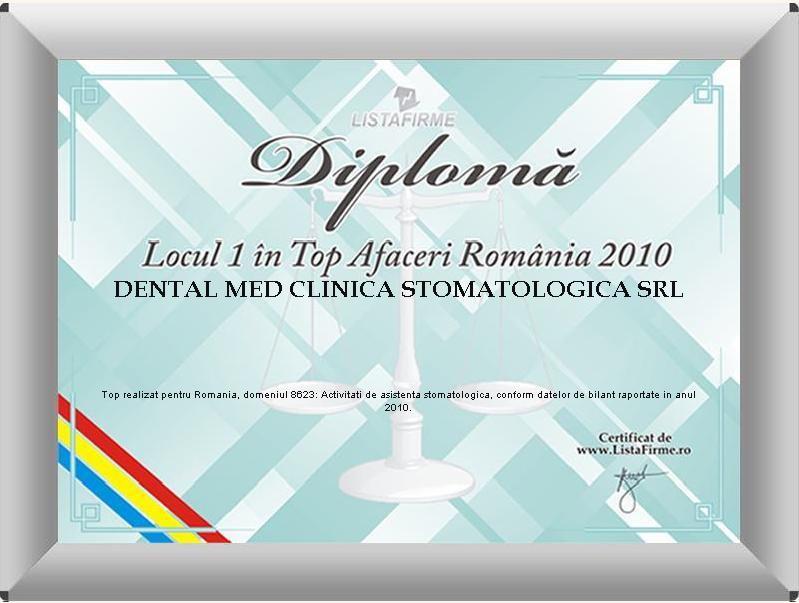 LISTAFIRME
Diplomă
Locul 1 în Top Afaceri România 2010
DENTAL MED CLINICA STOMATOLOGICA SRL
Top realizat pentru Romania, domeniul 8623: Activitati de asistenta stomatologica, conform datelor de bilant raportate in anul
2010.
Certificat de
www.ListaFirme.ro